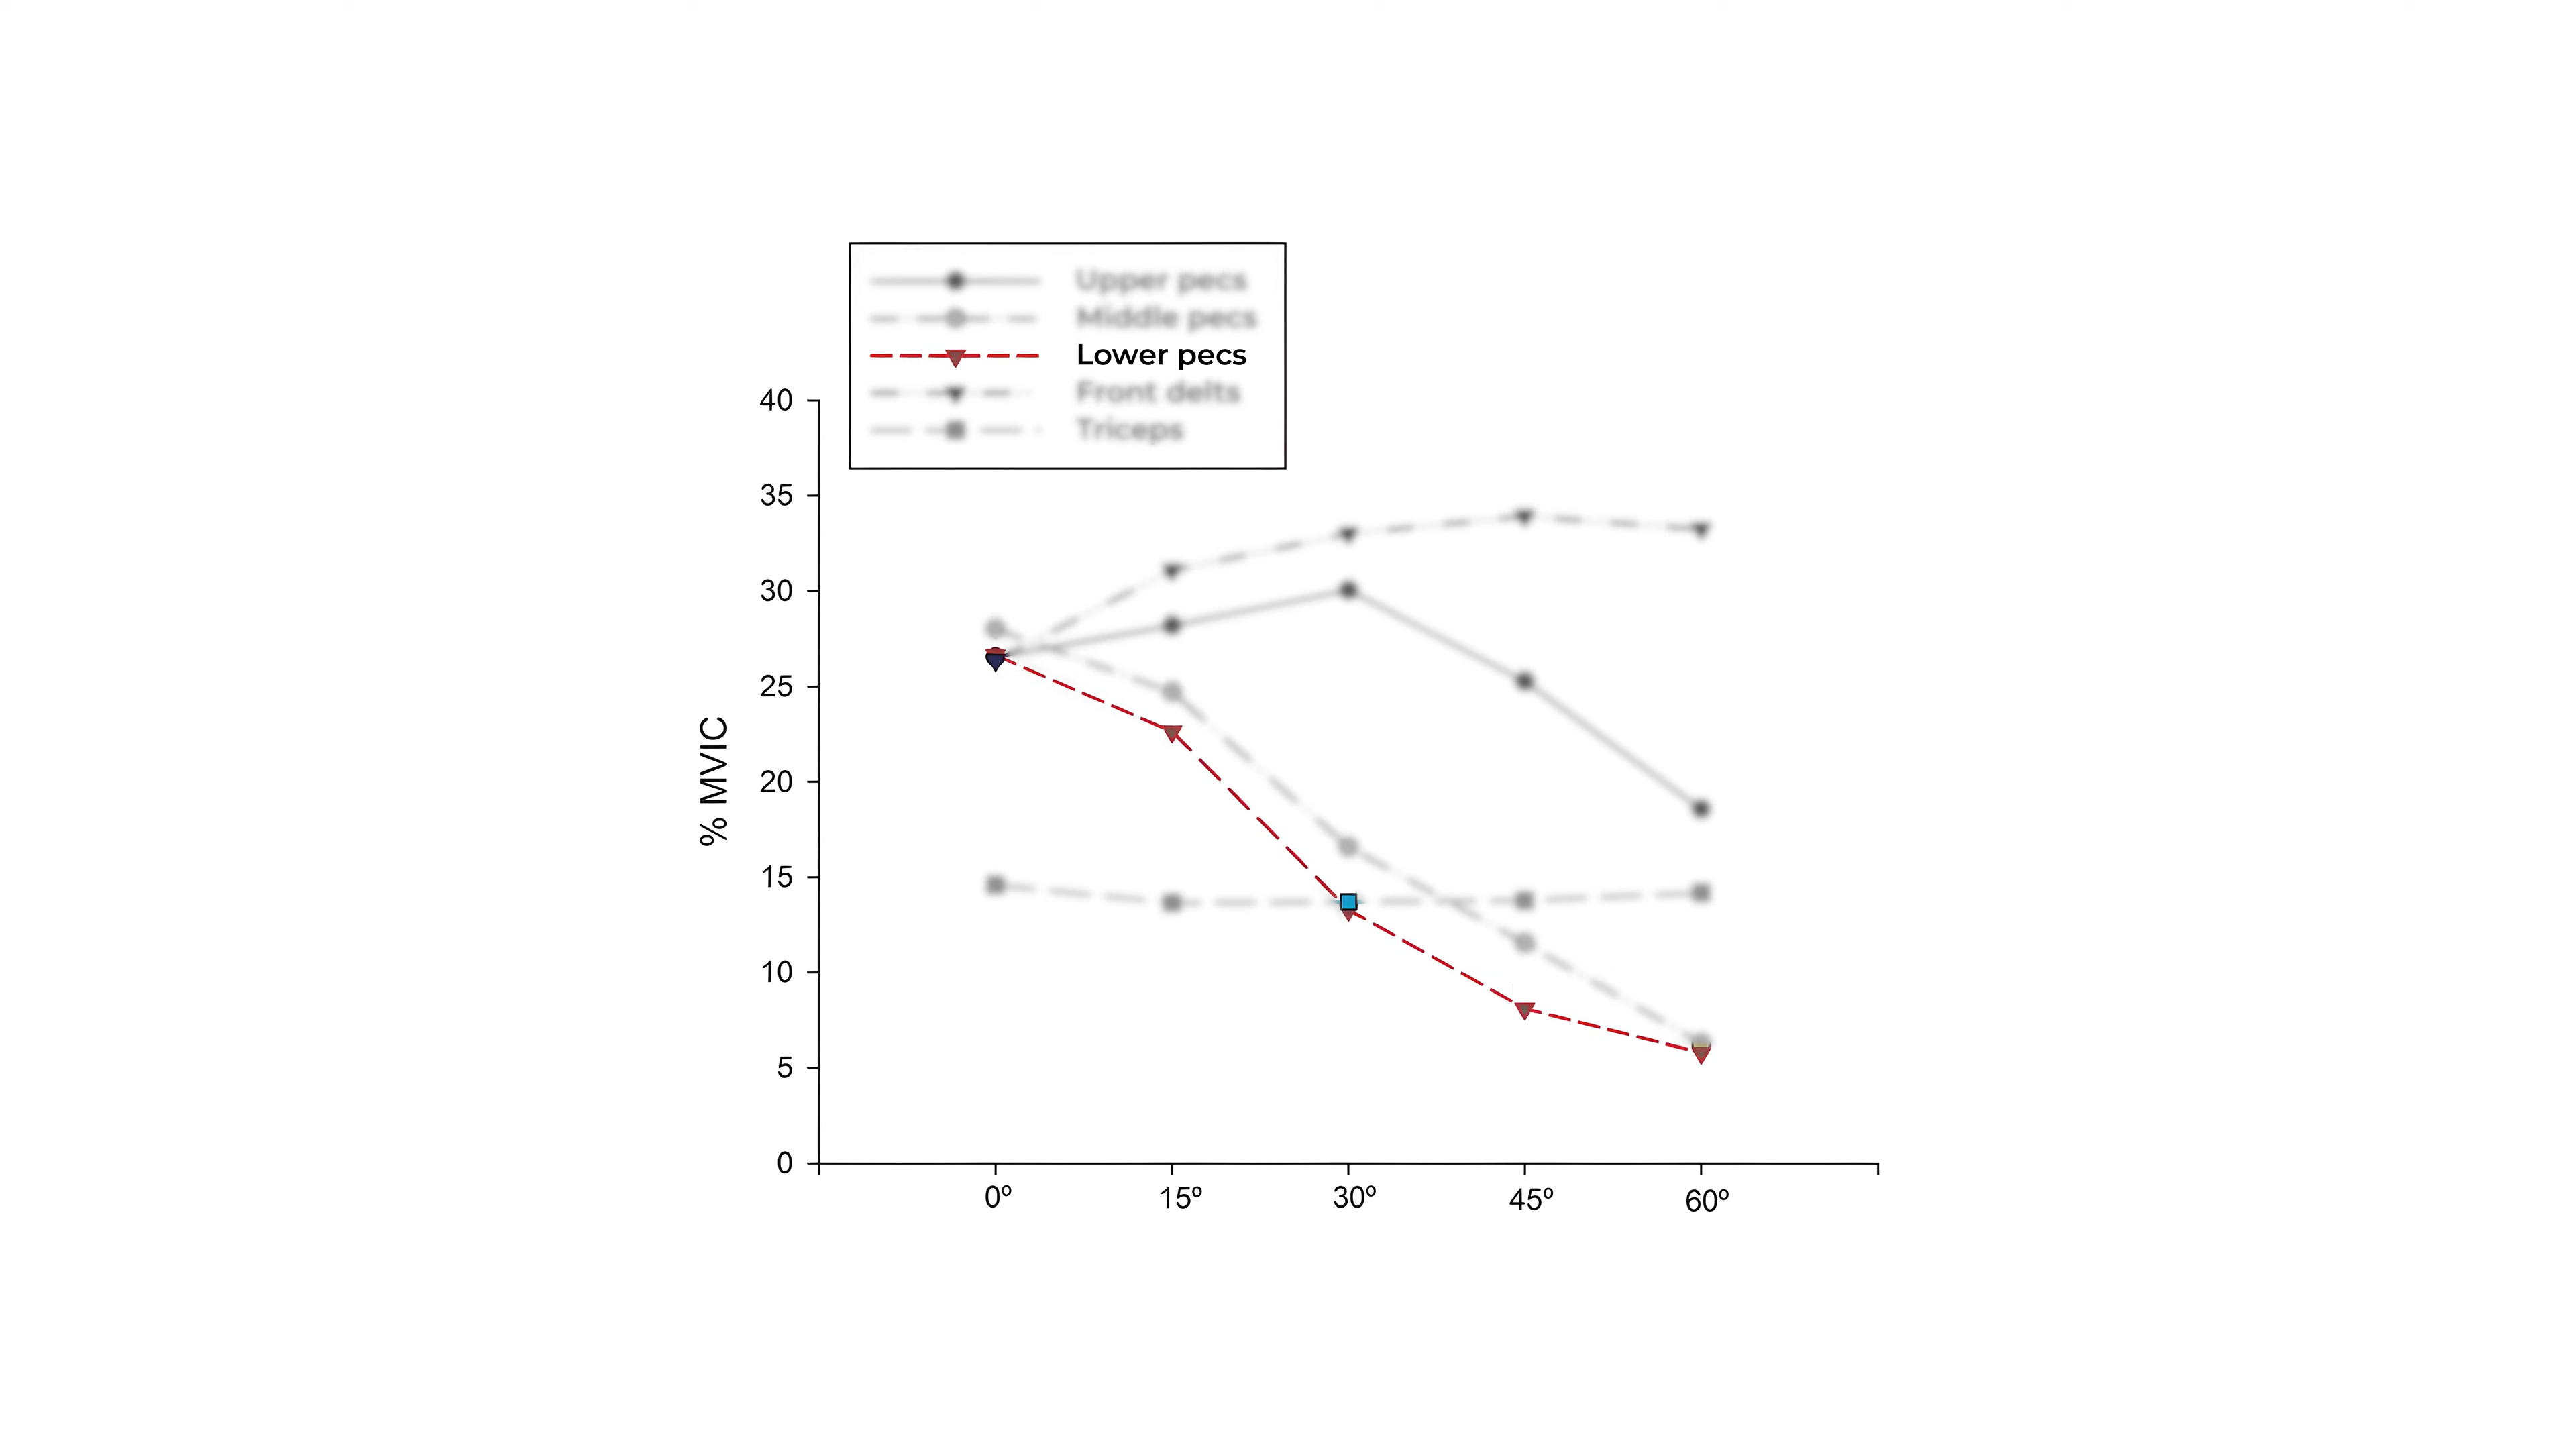 Upper pecs
Middle pecs
Lower pecs
Front delts
Triceps
40
35
30
25
20
15
10
5
0
% MVIC
0º
15º
30º
45º
60º